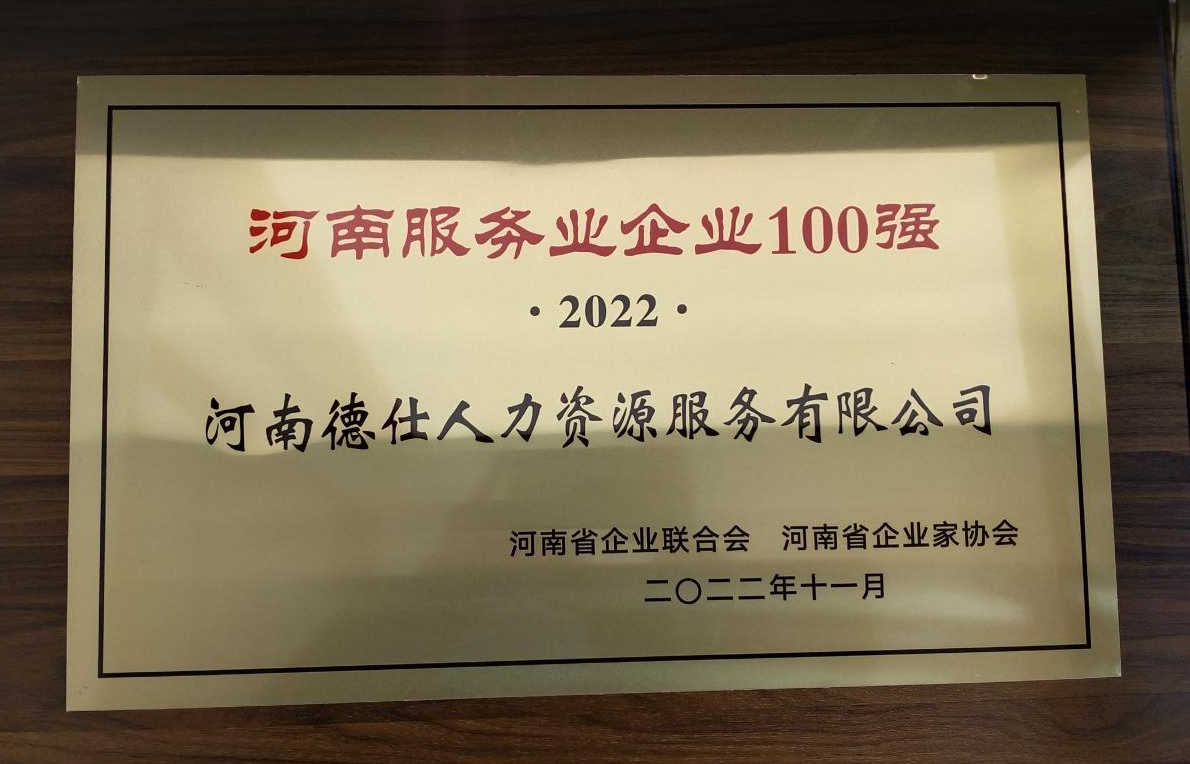 河南服务业企业100强
·2022·
河南德仕人力资源服务有限公司
河南省企业联合会 河南省企业家协会
二〇二二年十一月